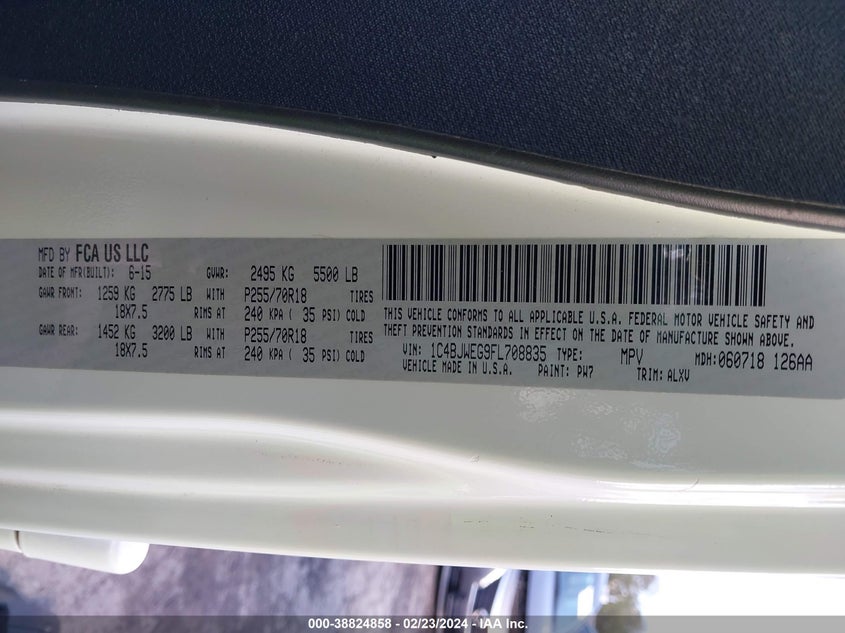 MFD BY FCA US LLC
DATE OF MFR(BUILT): 6-15 GVWR: 2495 KG 5500 LB
GAWR FRONT: 1259 KG 2775 LB WITH P255/70R18 TIRES
18X7.5 RIMS AT 240 KPA ( 35 PSI) COLD
GAWR REAR: 1452 KG 3200 LB WITH P255/70R18 TIRES
18X7.5 RIMS AT 240 KPA ( 35 PSI) COLD
THIS VEHICLE CONFORMS TO ALL APPLICABLE U.S.A. FEDERAL MOTOR VEHICLE SAFETY AND
THEFT PREVENTION STANDARDS IN EFFECT ON THE DATE OF MANUFACTURE SHOWN ABOVE.
VIN: 1C4BJWEG9FL708835 TYPE: MPV MDH:060718 126AA
VEHICLE MADE IN U.S.A. PAINT: PW7 TRIM: ALXV
000-38824858 - 02/23/2024 - IAA Inc.